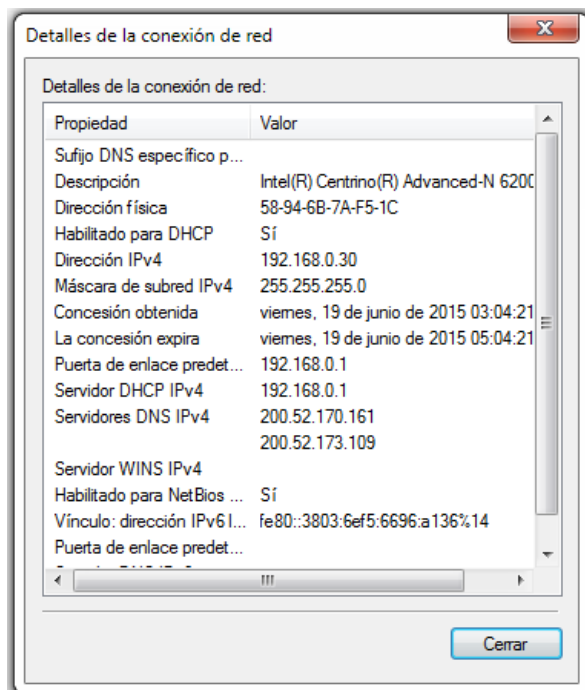 Detalles de la conexión de red
Detalles de la conexión de red:
Propiedad Valor
Sufijo DNS específico p...
Descripción Intel(R) Centrino(R) Advanced-N 6200
Dirección física 58-94-6B-7A-F5-1C
Habilitado para DHCP Sí
Dirección IPv4 192.168.0.30
Máscara de subred IPv4 255.255.255.0
Concesión obtenida viernes, 19 de junio de 2015 03:04:21
La concesión expira viernes, 19 de junio de 2015 05:04:21
Puerta de enlace predet... 192.168.0.1
Servidor DHCP IPv4 192.168.0.1
Servidores DNS IPv4 200.52.170.161
200.52.173.109
Servidor WINS IPv4
Habilitado para NetBios ... Sí
Vínculo: dirección IPv6 l... fe80::3803:6ef5:6696:a136%14
Puerta de enlace predet...
Cerrar